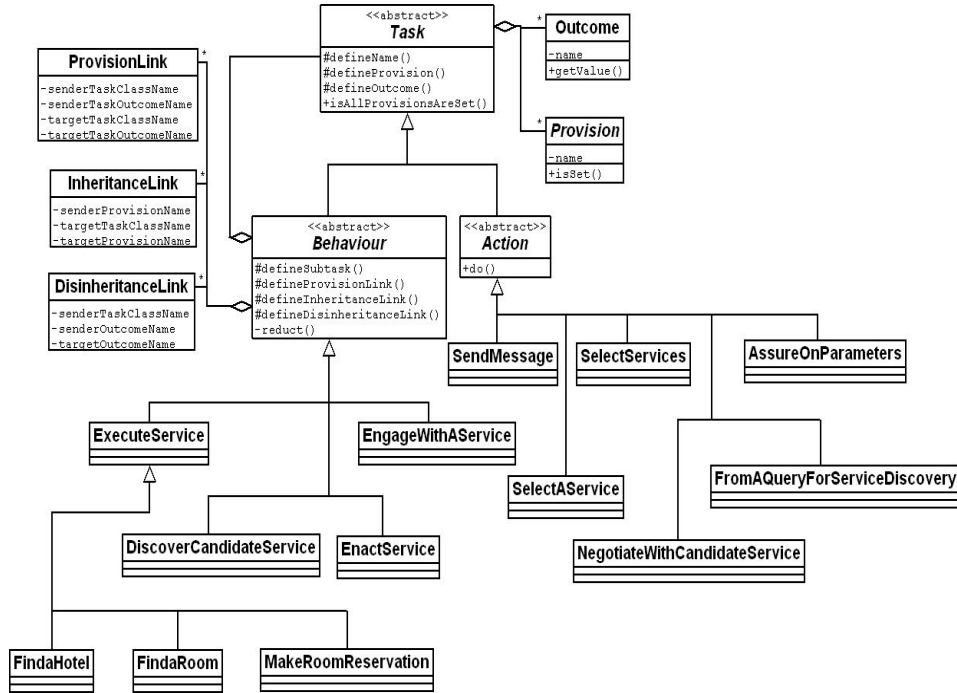 <<abstract>>
Task
#defineName()
#defineProvision()
#defineOutcome()
+isAllProvisionsAreSet()
*
Outcome
-name
+getValue()
*
Provision
-name
+isSet()
*
ProvisionLink
-senderTaskClassName
-senderTaskOutcomeName
-targetTaskClassName
-targetTaskOutcomeName
*
InheritanceLink
-senderProvisionName
-targetTaskClassName
-targetProvisionName
*
DisinheritanceLink
-senderTaskClassName
-senderOutcomeName
-targetOutcomeName
<<abstract>>
Behaviour
#defineSubtask()
#defineProvisionLink()
#defineInheritanceLink()
#defineDisinheritanceLink()
-reduct()
<<abstract>>
Action
+do()
SendMessage
SelectServices
AssureOnParameters
ExecuteService
EngageWithAService
SelectAService
FromAQueryForServiceDiscovery
DiscoverCandidateService
EnactService
NegotiateWithCandidateService
FindaHotel
FindaRoom
MakeRoomReservation